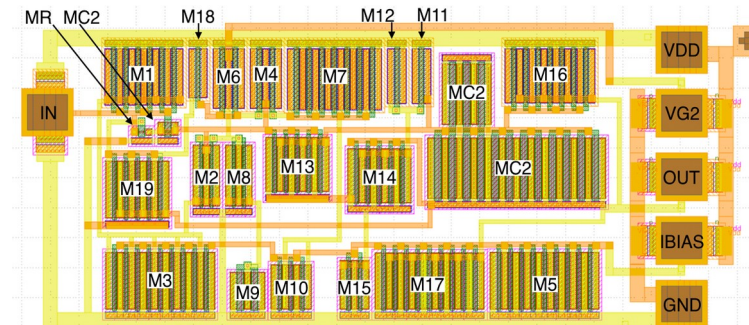 MR MC2 M18 M12 M11
M1 M6 M4 M7 MC2 M16 VDD
IN VG2
M19 M2 M8 M13 M14 MC2 OUT
M3 M9 M10 M15 M17 M5 IBIAS
GND